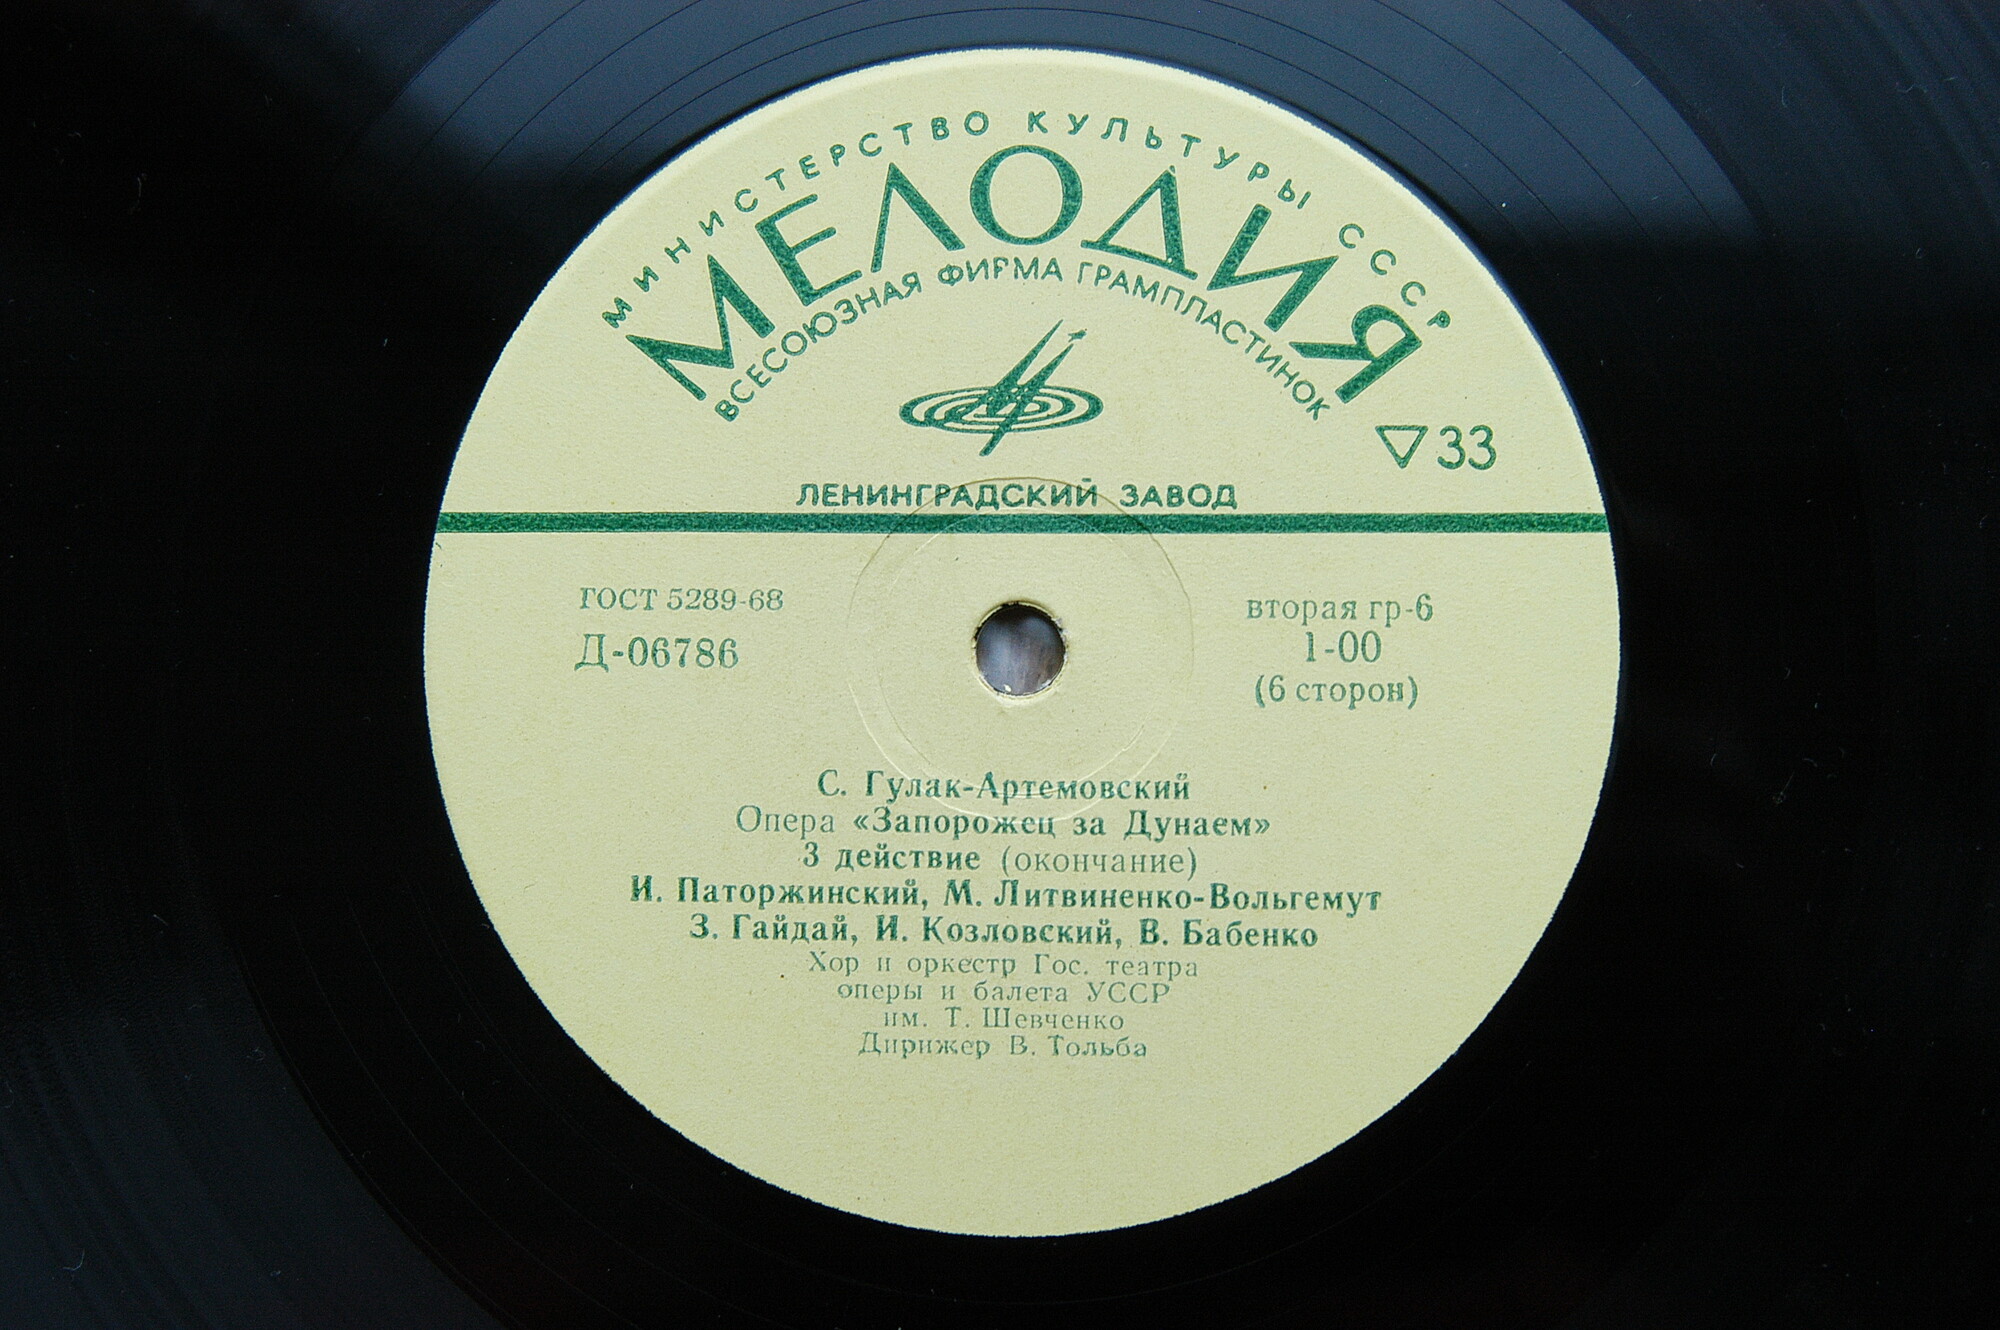 МИНИСТЕРСТВО КУЛЬТУРЫ СССР
МЕЛОДИЯ
ВСЕСОЮЗНАЯ ФИРМА ГРАМПЛАСТИНОК
33
ЛЕНИНГРАДСКИЙ ЗАВОД
ГОСТ 5289-68
Д-06786
вторая гр-6
1-00
(6 сторон)
С. Гулак-Артемовский
Опера «Запорожец за Дунаем»
3 действие (окончание)
И. Паторжинский, М. Литвиненко-Вольгемут
З. Гайдай, И. Козловский, В. Бабенко
Хор и оркестр Гос. театра
оперы и балета УССР
им. Т. Шевченко
Дирижер В. Тольба